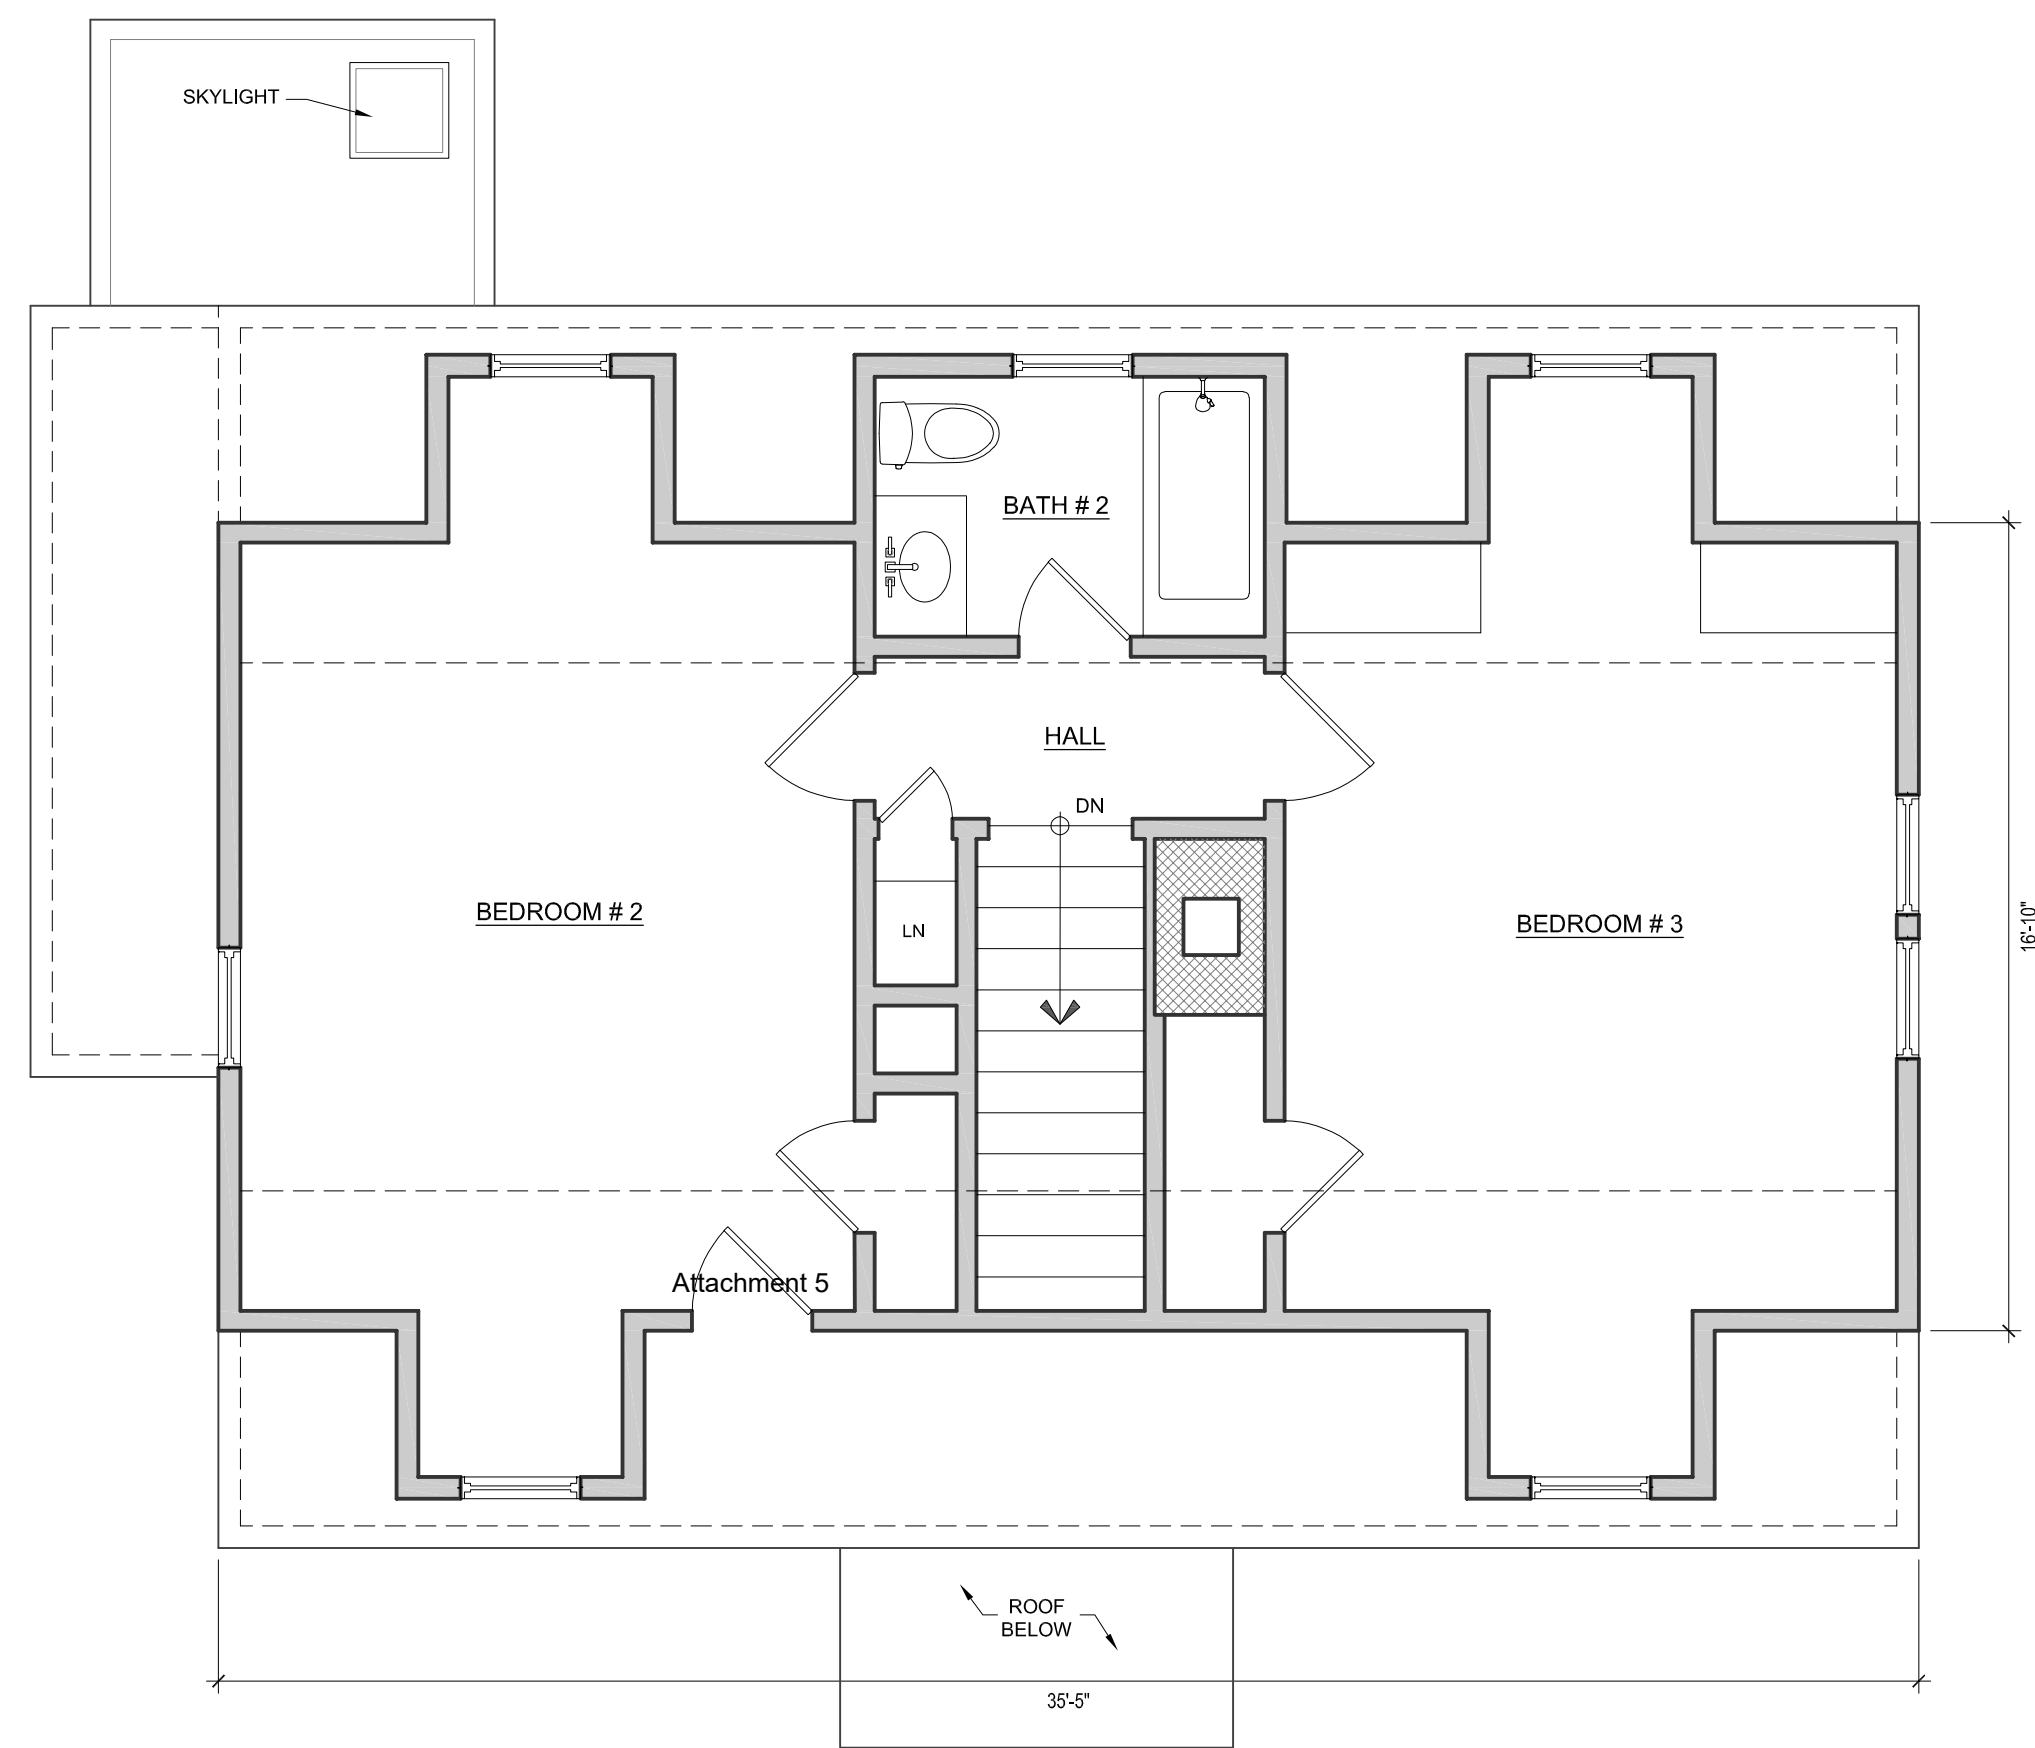 SKYLIGHT
BATH # 2
HALL
DN
BEDROOM # 2
LN
BEDROOM # 3
16'-10"
Attachment 5
ROOF
BELOW
35'-5"